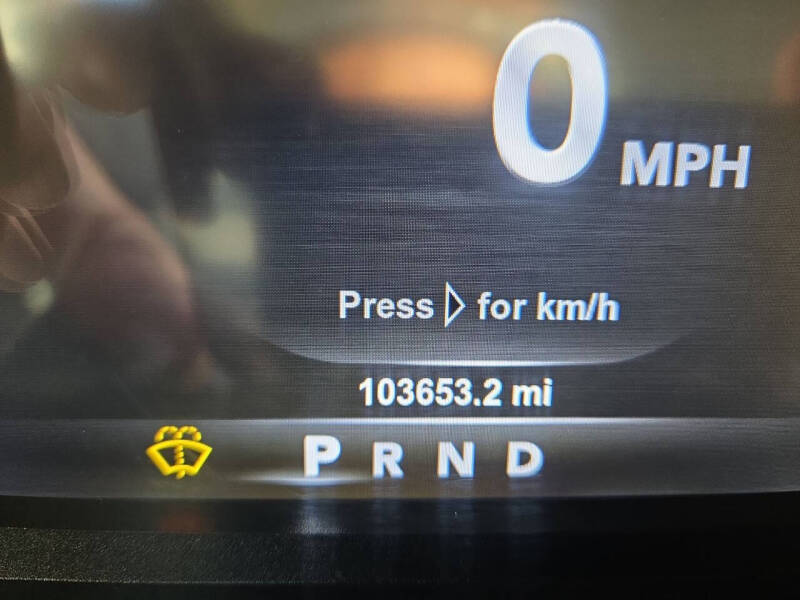 0 MPH
Press ▷ for km/h
103653.2 mi
P R N D